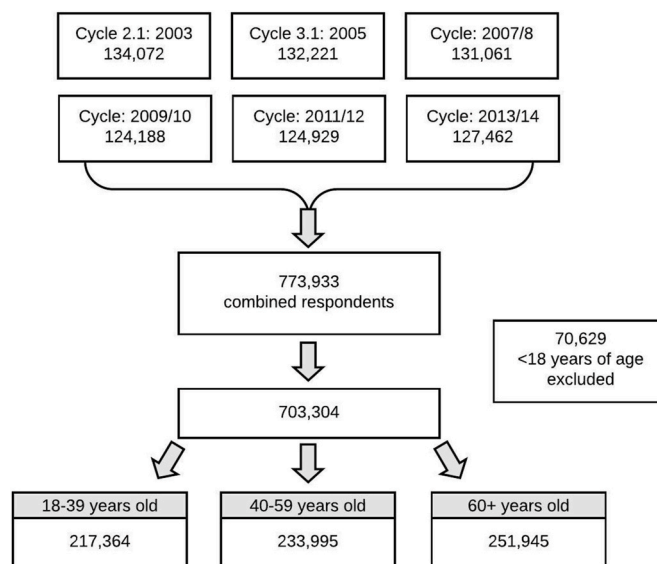 Cycle 2.1: 2003
134,072
Cycle 3.1: 2005
132,221
Cycle: 2007/8
131,061
Cycle: 2009/10
124,188
Cycle: 2011/12
124,929
Cycle: 2013/14
127,462
773,933
combined respondents
70,629
<18 years of age
excluded
703,304
18-39 years old
217,364
40-59 years old
233,995
60+ years old
251,945